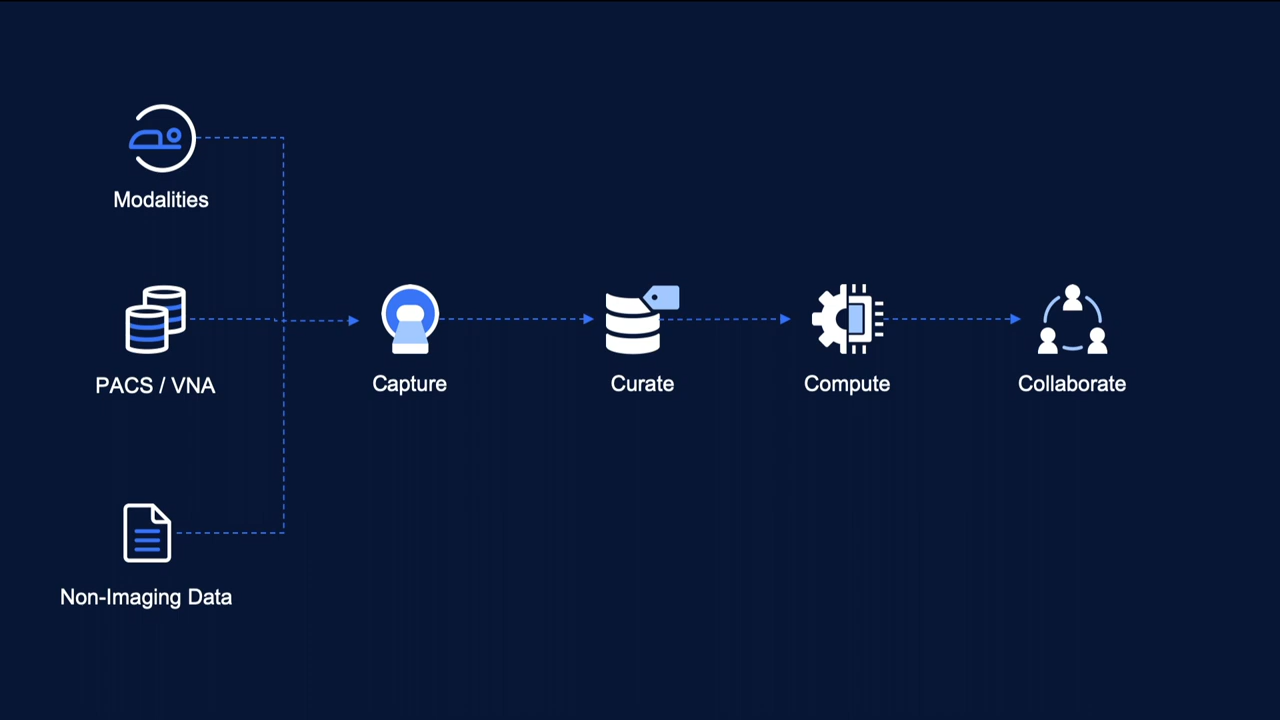 Modalities
PACS / VNA
Capture
Curate
Compute
Collaborate
Non-Imaging Data